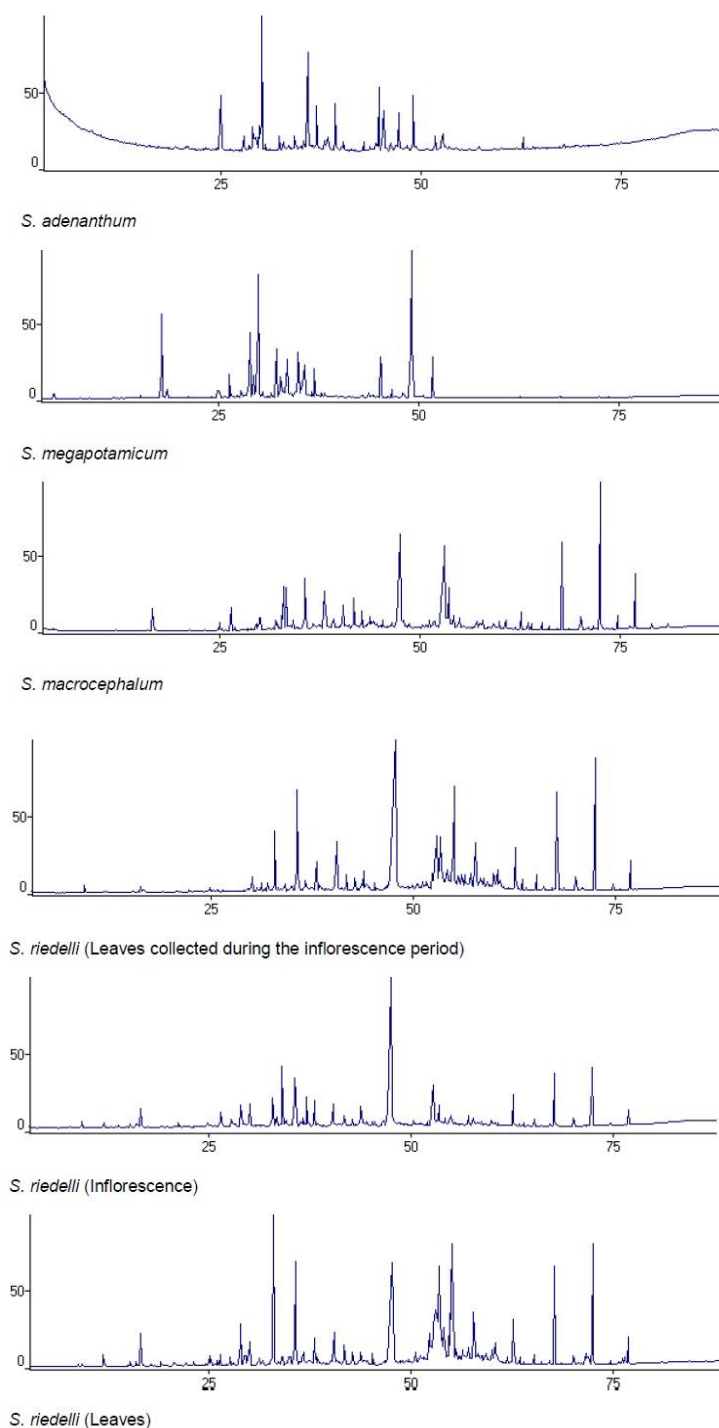 50
0
25 50 75
S. adenanthum
50
0
25 50 75
S. megapotamicum
50
0
25 50 75
S. macrocephalum
50
0
25 50 75
S. riedelli (Leaves collected during the inflorescence period)
50
0
25 50 75
S. riedelli (Inflorescence)
50
0
25 50 75
S. riedelli (Leaves)